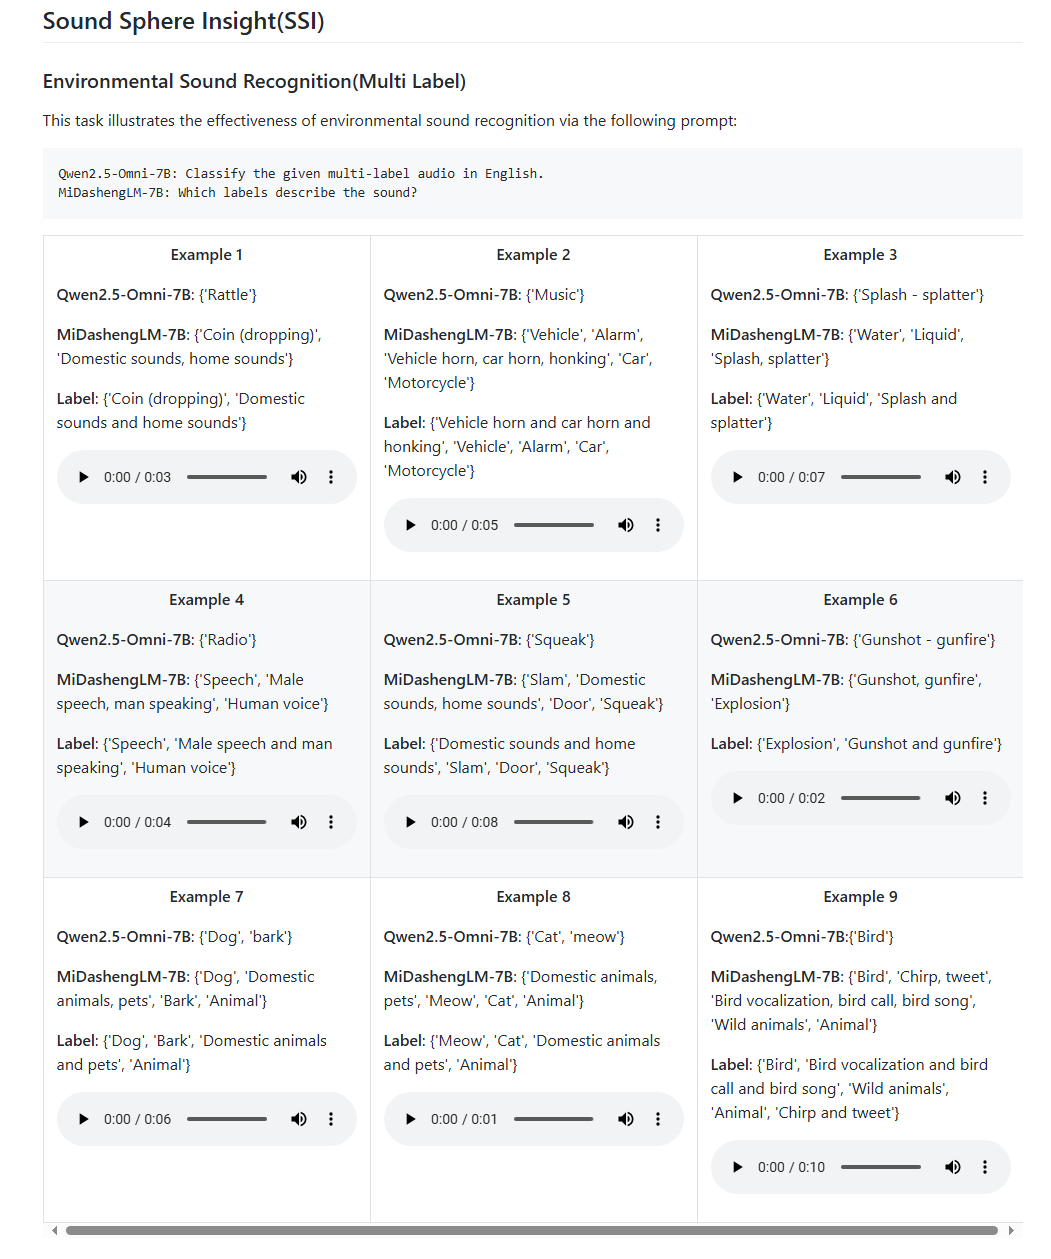 Sound Sphere Insight(SSI)
Environmental Sound Recognition(Multi Label)
This task illustrates the effectiveness of environmental sound recognition via the following prompt:
Qwen2.5-Omni-7B: Classify the given multi-label audio in English.
MiDashengLM-7B: Which labels describe the sound?
Example 1
Qwen2.5-Omni-7B: {'Rattle'}
MiDashengLM-7B: {'Coin (dropping)',
'Domestic sounds, home sounds'}
Label: {'Coin (dropping)', 'Domestic
sounds and home sounds'}
0:00 / 0:03
Example 2
Qwen2.5-Omni-7B: {'Music'}
MiDashengLM-7B: {'Vehicle', 'Alarm',
'Vehicle horn, car horn, honking', 'Car',
'Motorcycle'}
Label: {'Vehicle horn and car horn and
honking', 'Vehicle', 'Alarm', 'Car',
'Motorcycle'}
0:00 / 0:05
Example 3
Qwen2.5-Omni-7B: {'Splash - splatter'}
MiDashengLM-7B: {'Water', 'Liquid',
'Splash, splatter'}
Label: {'Water', 'Liquid', 'Splash and
splatter'}
0:00 / 0:07
Example 4
Qwen2.5-Omni-7B: {'Radio'}
MiDashengLM-7B: {'Speech', 'Male
speech, man speaking', 'Human voice'}
Label: {'Speech', 'Male speech and man
speaking', 'Human voice'}
0:00 / 0:04
Example 5
Qwen2.5-Omni-7B: {'Squeak'}
MiDashengLM-7B: {'Slam', 'Domestic
sounds, home sounds', 'Door', 'Squeak'}
Label: {'Domestic sounds and home
sounds', 'Slam', 'Door', 'Squeak'}
0:00 / 0:08
Example 6
Qwen2.5-Omni-7B: {'Gunshot - gunfire'}
MiDashengLM-7B: {'Gunshot, gunfire',
'Explosion'}
Label: {'Explosion', 'Gunshot and gunfire'}
0:00 / 0:02
Example 7
Qwen2.5-Omni-7B: {'Dog', 'bark'}
MiDashengLM-7B: {'Dog', 'Domestic
animals, pets', 'Bark', 'Animal'}
Label: {'Dog', 'Bark', 'Domestic animals
and pets', 'Animal'}
0:00 / 0:06
Example 8
Qwen2.5-Omni-7B: {'Cat', 'meow'}
MiDashengLM-7B: {'Domestic animals,
pets', 'Meow', 'Cat', 'Animal'}
Label: {'Meow', 'Cat', 'Domestic animals
and pets', 'Animal'}
0:00 / 0:01
Example 9
Qwen2.5-Omni-7B:{'Bird'}
MiDashengLM-7B: {'Bird', 'Chirp, tweet',
'Bird vocalization, bird call, bird song',
'Wild animals', 'Animal'}
Label: {'Bird', 'Bird vocalization and bird
call and bird song', 'Wild animals',
'Animal', 'Chirp and tweet'}
0:00 / 0:10